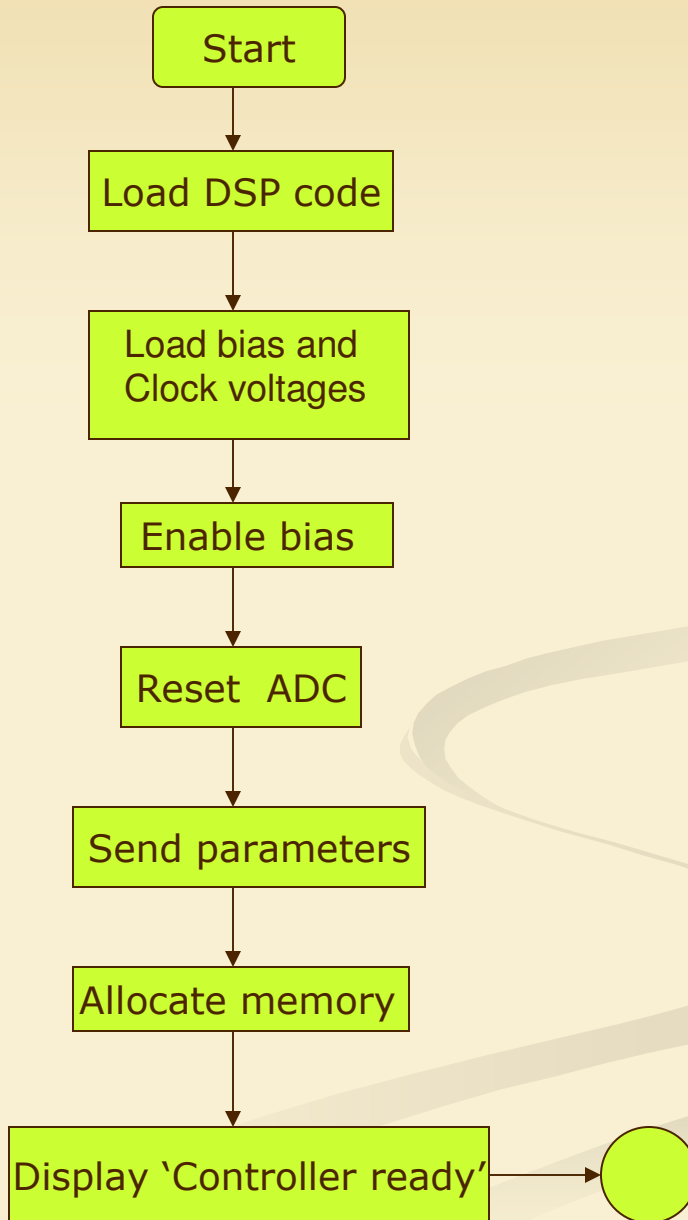 Start
Load DSP code
Load bias and
Clock voltages
Enable bias
Reset ADC
Send parameters
Allocate memory
Display ‘Controller ready’